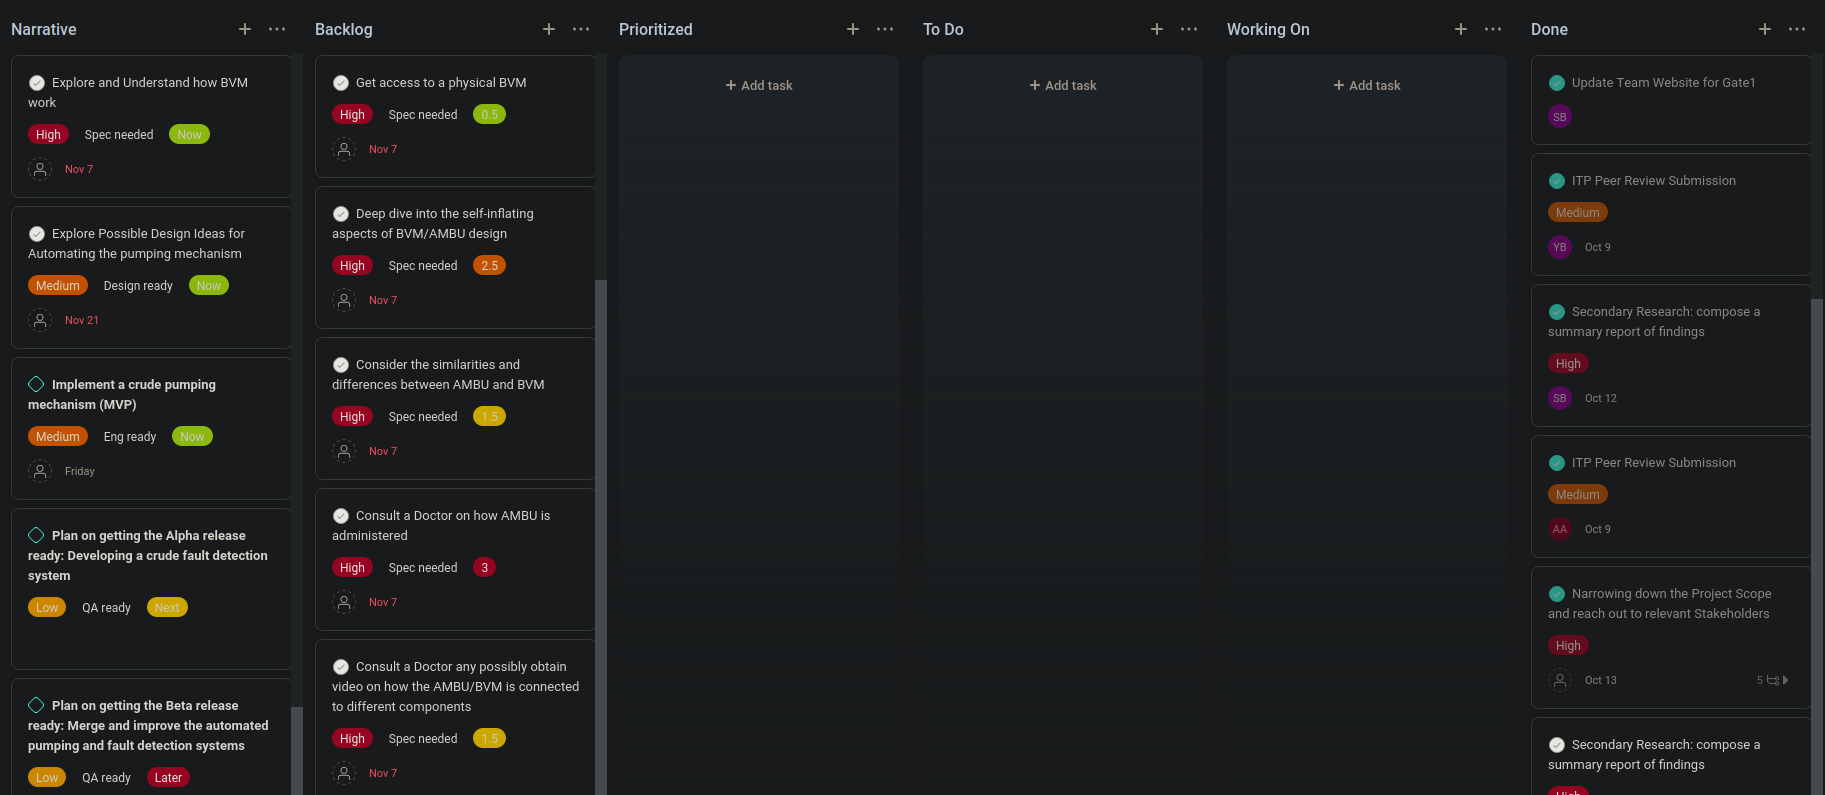 Narrative
Explore and Understand how BVM
work
High Spec needed Now
Nov 7
Explore Possible Design Ideas for
Automating the pumping mechanism
Medium Design ready Now
Nov 21
Implement a crude pumping
mechanism (MVP)
Medium Eng ready Now
Friday
Plan on getting the Alpha release
ready: Developing a crude fault detection
system
Low QA ready Next
Plan on getting the Beta release
ready: Merge and improve the automated
pumping and fault detection systems
Low QA ready Later
Backlog
Get access to a physical BVM
High Spec needed 0.5
Nov 7
Deep dive into the self-inflating
aspects of BVM/AMBU design
High Spec needed 2.5
Nov 7
Consider the similarities and
differences between AMBU and BVM
High Spec needed 1.5
Nov 7
Consult a Doctor on how AMBU is
administered
High Spec needed 3
Nov 7
Consult a Doctor any possibly obtain
video on how the AMBU/BVM is connected
to different components
High Spec needed 1.5
Nov 7
Prioritized
+ Add task
To Do
+ Add task
Working On
+ Add task
Done
Update Team Website for Gate1
SB
ITP Peer Review Submission
Medium
YB Oct 9
Secondary Research: compose a
summary report of findings
High
SB Oct 12
ITP Peer Review Submission
Medium
AA Oct 9
Narrowing down the Project Scope
and reach out to relevant Stakeholders
High
Oct 13 5
Secondary Research: compose a
summary report of findings
High